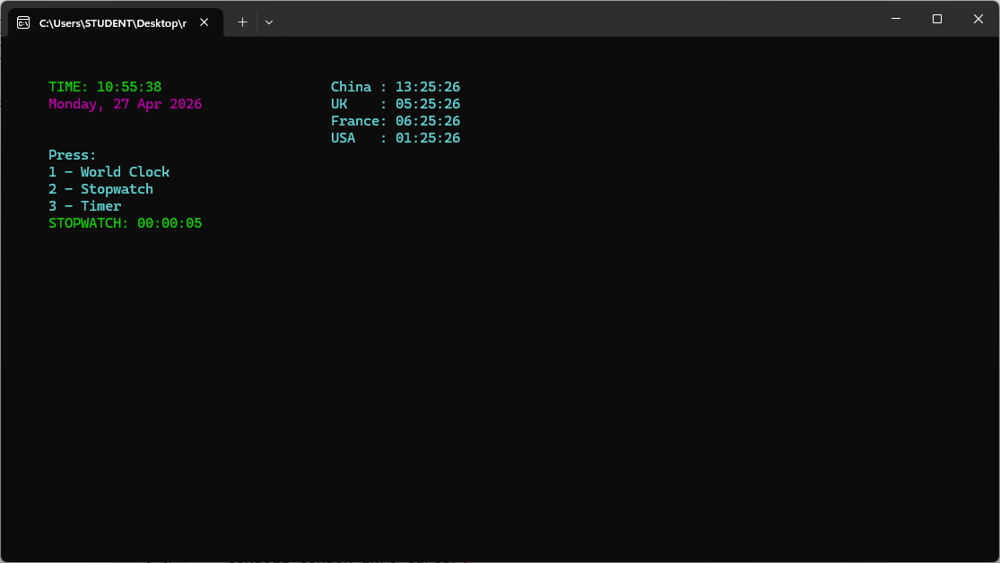 C:\Users\STUDENT\Desktop\r
TIME: 10:55:38
Monday, 27 Apr 2026
China : 13:25:26
UK    : 05:25:26
France: 06:25:26
USA   : 01:25:26
Press:
1 - World Clock
2 - Stopwatch
3 - Timer
STOPWATCH: 00:00:05